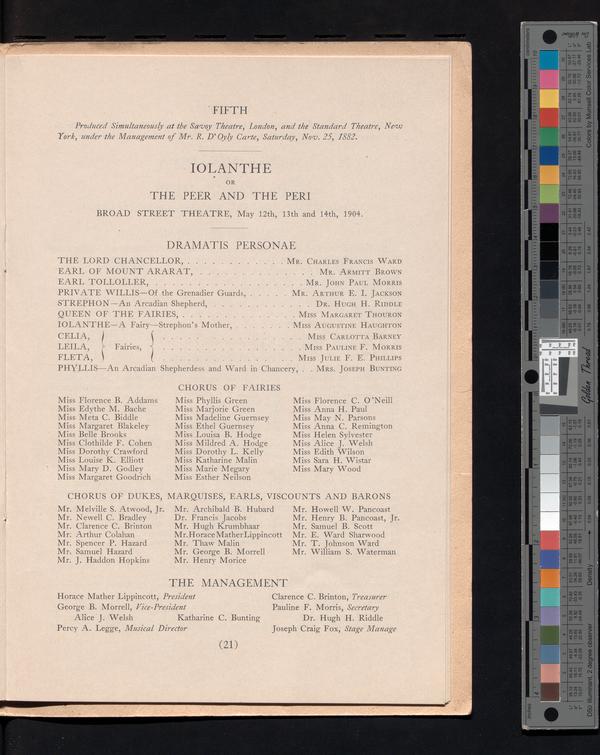 FIFTH
Produced Simultaneously at the Savoy Theatre, London, and the Standard Theatre, New
York, under the Management of Mr. R. D'Oyly Carte, Saturday, Nov. 25, 1882.
IOLANTHE
OR
THE PEER AND THE PERI
BROAD STREET THEATRE, May 12th, 13th and 14th, 1904.
DRAMATIS PERSONAE
THE LORD CHANCELLOR, . . . . . . . . . . . . Mr. Charles Francis Ward
EARL OF MOUNT ARARAT, . . . . . . . . . . . . Mr. Armitt Brown
EARL TOLLOLLER, . . . . . . . . . . . . Mr. John Paul Morris
PRIVATE WILLIS—Of the Grenadier Guards, . . . . . Mr. Arthur E. I. Jackson
STREPHON—An Arcadian Shepherd, . . . . . . . . Dr. Hugh H. Riddle
QUEEN OF THE FAIRIES, . . . . . . . . . . Miss Margaret Thouron
IOLANTHE—A Fairy—Strephon's Mother, . . . . . . Miss Augustine Haughton
CELIA, . . . . . . . . . . . . Miss Carlotta Barney
LEILA, Fairies, . . . . . . . . . . . . Miss Pauline F. Morris
FLETA, . . . . . . . . . . . . Miss Julie F. E. Phillips
PHYLLIS—An Arcadian Shepherdess and Ward in Chancery, . . Mrs. Joseph Bunting
CHORUS OF FAIRIES
Miss Florence B. Addams Miss Phyllis Green Miss Florence C. O'Neill
Miss Edythe M. Bache Miss Marjorie Green Miss Anna H. Paul
Miss Meta C. Biddle Miss Madeline Guernsey Miss May N. Parsons
Miss Margaret Blakeley Miss Ethel Guernsey Miss Anna C. Remington
Miss Belle Brooks Miss Louisa B. Hodge Miss Helen Sylvester
Miss Clothilde F. Cohen Miss Mildred A. Hodge Miss Alice J. Welsh
Miss Dorothy Crawford Miss Dorothy L. Kelly Miss Edith Wilson
Miss Louise K. Elliott Miss Katharine Malin Miss Sara H. Wistar
Miss Mary D. Godley Miss Marie Megary Miss Mary Wood
Miss Margaret Goodrich Miss Esther Neilson
CHORUS OF DUKES, MARQUISES, EARLS, VISCOUNTS AND BARONS
Mr. Melville S. Atwood, Jr. Mr. Archibald B. Hubard Mr. Howell W. Pancoast
Mr. Newell C. Bradley Dr. Francis Jacobs Mr. Henry B. Pancoast, Jr.
Mr. Clarence C. Brinton Mr. Hugh Krumbhaar Mr. Samuel B. Scott
Mr. Arthur Colahan Mr. Horace Mather Lippincott Mr. E. Ward Sharwood
Mr. Spencer P. Hazard Mr. Thaw Malin Mr. T. Johnson Ward
Mr. Samuel Hazard Mr. George B. Morrell Mr. William S. Waterman
Mr. J. Haddon Hopkins Mr. Henry Morice
THE MANAGEMENT
Horace Mather Lippincott, President Clarence C. Brinton, Treasurer
George B. Morrell, Vice-President Pauline F. Morris, Secretary
Alice J. Welsh Katharine C. Bunting Dr. Hugh H. Riddle
Percy A. Legge, Musical Director Joseph Craig Fox, Stage Manage
(21)
Colors by Munsell Color Services Lab
Golden Thread
Density
D50 Illuminant, 2 degree observer